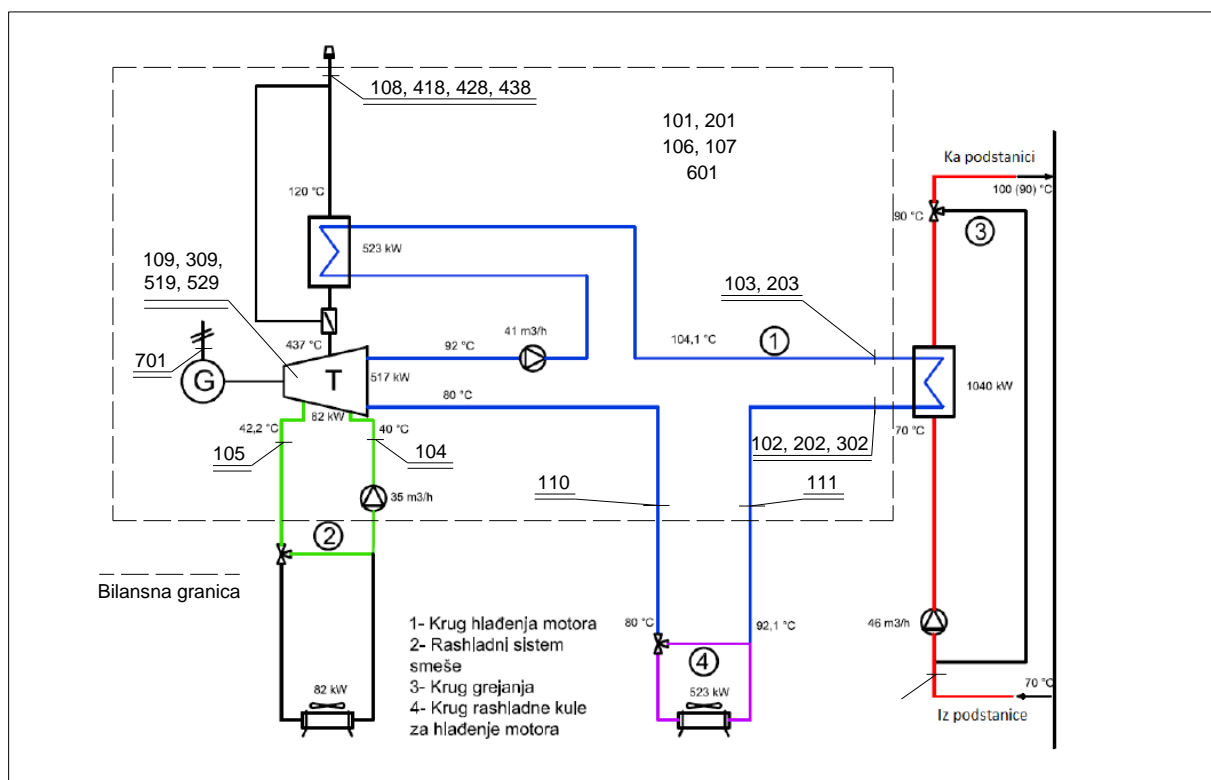 108, 418, 428, 438
101, 201
106, 107
601
Ka podstanici
100 (90) °C
120 °C
90 °C
3
523 kW
109, 309,
519, 529
103, 203
41 m3/h
437 °C
92 °C
104,1 °C
1
701
G
T
517 kW
1040 kW
80 °C
82 kW
42,2 °C
40 °C
70 °C
105
104
102, 202, 302
35 m3/h
110
111
2
Bilansna granica
80 °C
92,1 °C
46 m3/h
4
1- Krug hlađenja motora
2- Rashladni sistem
smeše
3- Krug grejanja
4- Krug rashladne kule
za hlađenje motora
82 kW
523 kW
70 °C
Iz podstanice